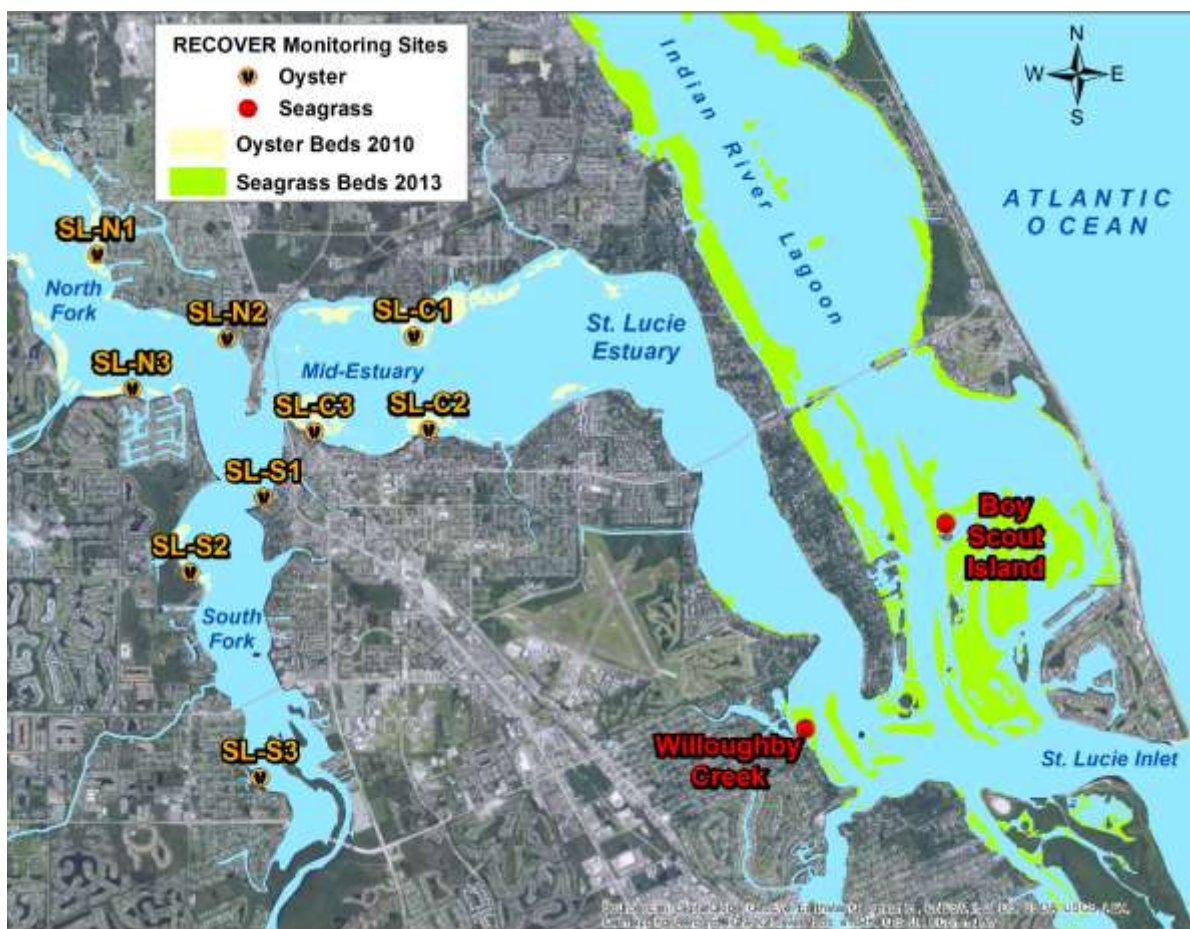 RECOVER Monitoring Sites
Oyster
Seagrass
Oyster Beds 2010
Seagrass Beds 2013
N
W E
S
Indian River Lagoon
ATLANTIC
OCEAN
SL-N1
North
Fork
SL-N2
SL-C1
St. Lucie
Estuary
Mid-Estuary
SL-N3
SL-C3
SL-C2
SL-S1
Boy
Scout
Island
SL-S2
South
Fork
Willoughby
Creek
St. Lucie Inlet
SL-S3